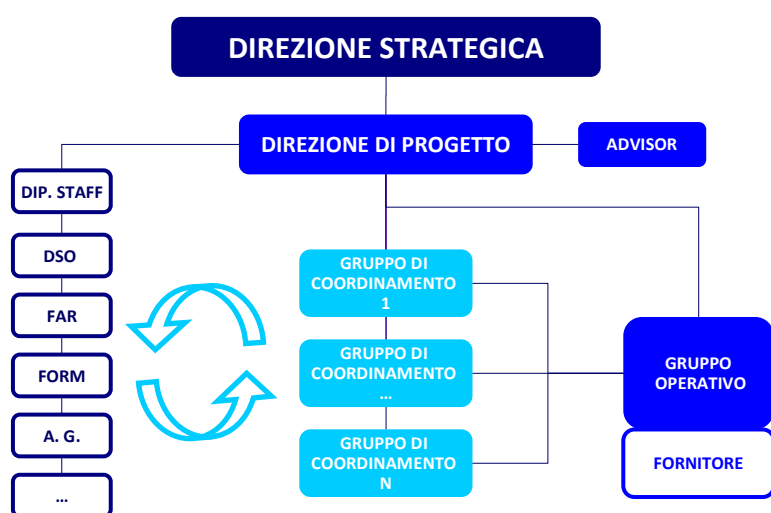 DIREZIONE STRATEGICA
DIREZIONE DI PROGETTO
ADVISOR
DIP. STAFF
DSO
FAR
FORM
A. G.
...
GRUPPO DI
COORDINAMENTO
1
GRUPPO DI
COORDINAMENTO
...
GRUPPO DI
COORDINAMENTO
N
GRUPPO
OPERATIVO
FORNITORE